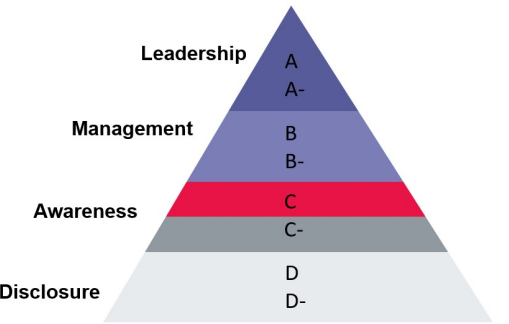 Leadership
A
A-
Management
B
B-
Awareness
C
C-
Disclosure
D
D-